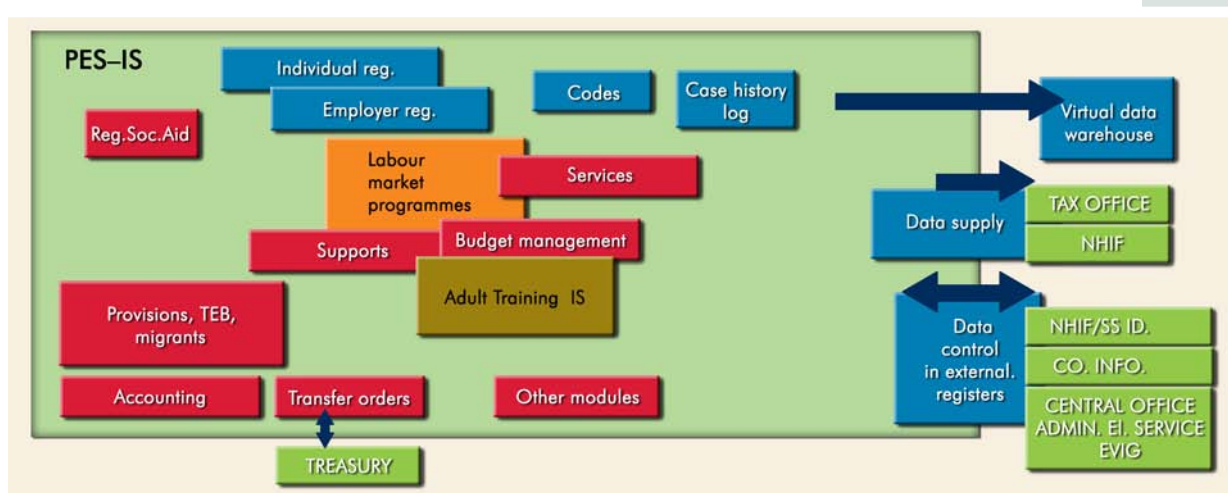 PES–IS
Individual reg.
Employer reg.
Codes
Case history
log
Virtual data
warehouse
Reg.Soc.Aid
Labour
market
programmes
Services
Data supply
TAX OFFICE
NHIF
Supports
Budget management
Adult Training IS
Provisions, TEB,
migrants
Data
control
in external.
registers
NHIF/SS ID.
CO. INFO.
CENTRAL OFFICE
ADMIN. EI. SERVICE
EVIG
Accounting
Transfer orders
Other modules
TREASURY